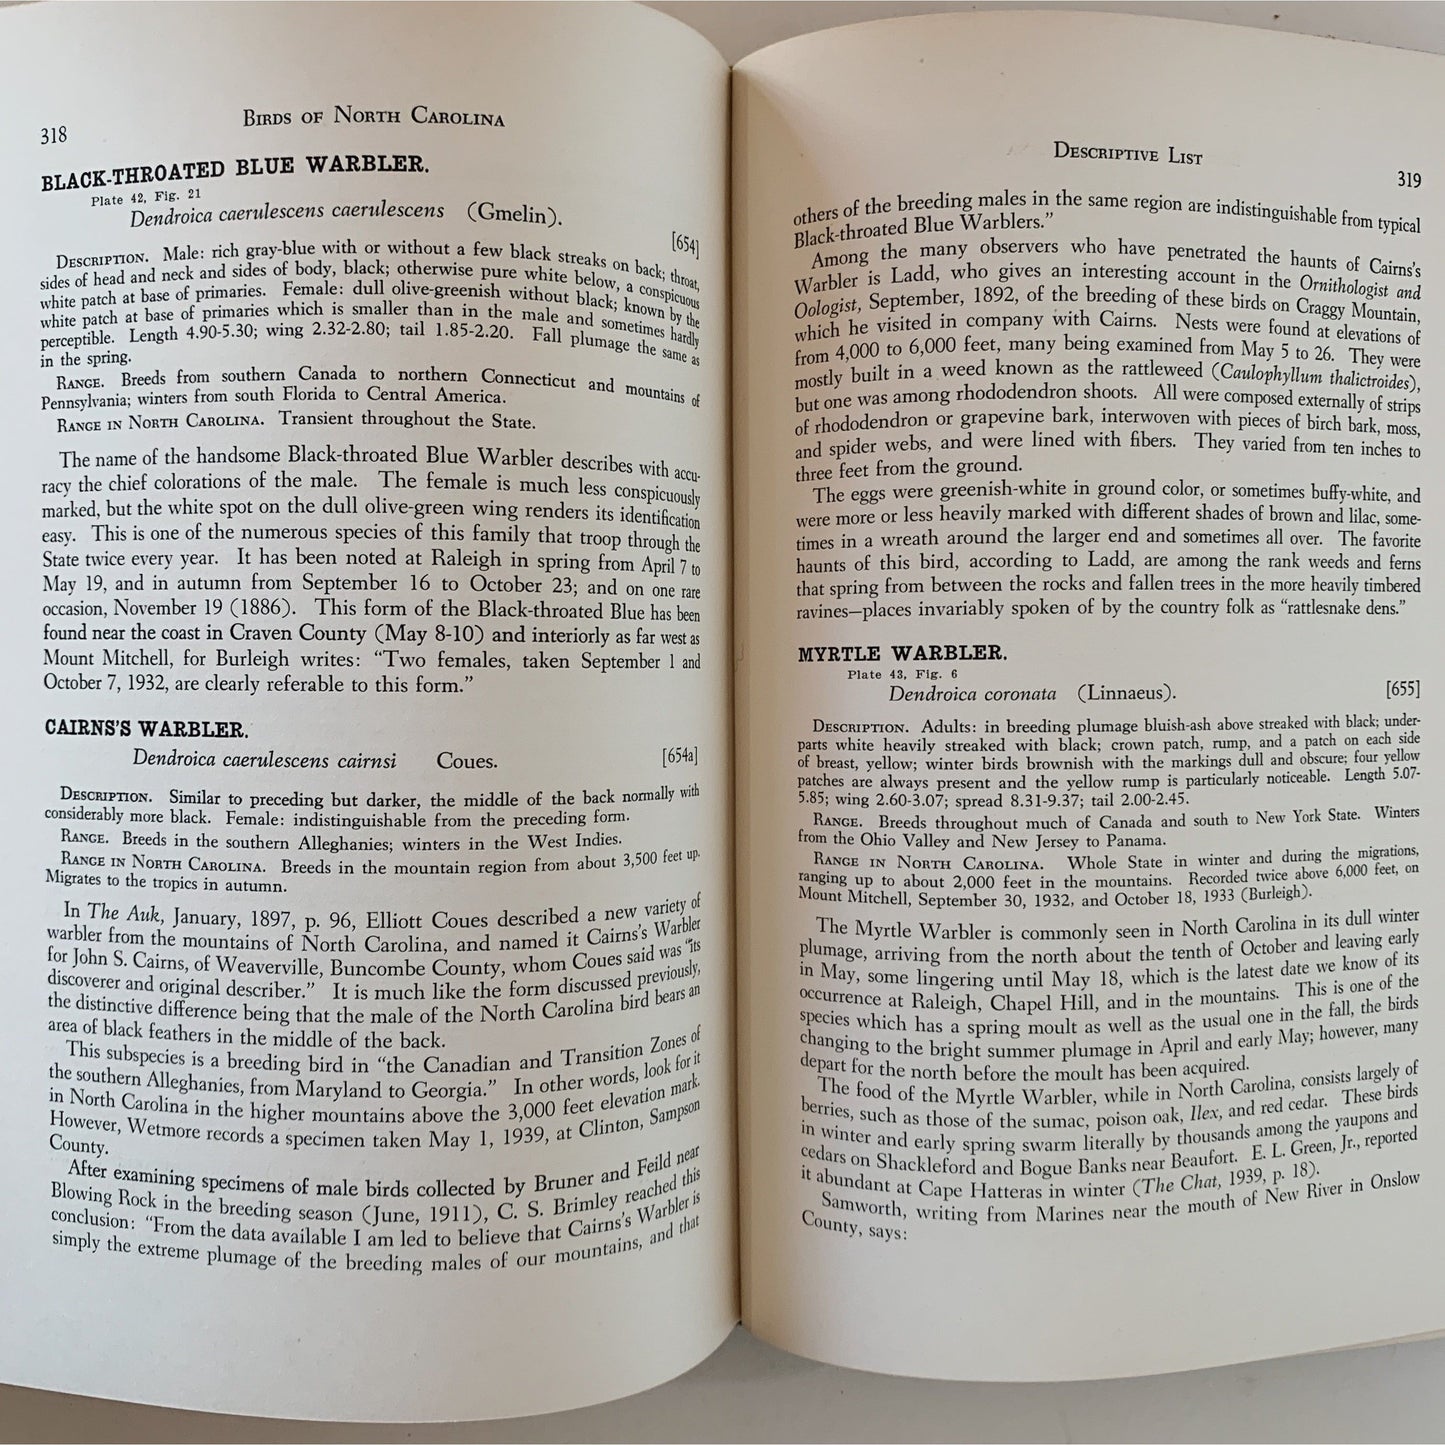 318
BIRDS OF NORTH CAROLINA
BLACK-THROATED BLUE WARBLER.
Plate 42, Fig. 21
Dendroica caerulescens caerulescens (Gmelin). [654]
DESCRIPTION. Male: rich gray-blue with or without a few black streaks on back; throat,
sides of head and neck and sides of body, black; otherwise pure white below, a conspicuous
white patch at base of primaries. Female: dull olive-greenish without black; known by the
white patch at base of primaries which is smaller than in the male and sometimes hardly
perceptible. Length 4.90-5.30; wing 2.32-2.80; tail 1.85-2.20. Fall plumage the same as
in the spring.
RANGE. Breeds from southern Canada to northern Connecticut and mountains of
Pennsylvania; winters from south Florida to Central America.
RANGE IN NORTH CAROLINA. Transient throughout the State.
The name of the handsome Black-throated Blue Warbler describes with accu-
racy the chief colorations of the male. The female is much less conspicuously
marked, but the white spot on the dull olive-green wing renders its identification
easy. This is one of the numerous species of this family that troop through the
State twice every year. It has been noted at Raleigh in spring from April 7 to
May 19, and in autumn from September 16 to October 23; and on one rare
occasion, November 19 (1886). This form of the Black-throated Blue has been
found near the coast in Craven County (May 8-10) and interiorly as far west as
Mount Mitchell, for Burleigh writes: “Two females, taken September 1 and
October 7, 1932, are clearly referable to this form.”
CAIRNS'S WARBLER.
Dendroica caerulescens cairnsi Coues. [654a]
DESCRIPTION. Similar to preceding but darker, the middle of the back normally with
considerably more black. Female: indistinguishable from the preceding form.
RANGE. Breeds in the southern Alleghanies; winters in the West Indies.
RANGE IN NORTH CAROLINA. Breeds in the mountain region from about 3,500 feet up.
Migrates to the tropics in autumn.
In The Auk, January, 1897, p. 96, Elliott Coues described a new variety of
warbler from the mountains of North Carolina, and named it Cairns's Warbler
for John S. Cairns, of Weaverville, Buncombe County, whom Coues said was “its
discoverer and original describer.” It is much like the form discussed previously,
the distinctive difference being that the male of the North Carolina bird bears an
area of black feathers in the middle of the back.
This subspecies is a breeding bird in “the Canadian and Transition Zones of
the southern Alleghanies, from Maryland to Georgia.” In other words, look for it
in North Carolina in the higher mountains above the 3,000 feet elevation mark.
However, Wetmore records a specimen taken May 1, 1939, at Clinton, Sampson
County.
After examining specimens of male birds collected by Bruner and Feild near
Blowing Rock in the breeding season (June, 1911), C. S. Brimley reached this
conclusion: “From the data available I am led to believe that Cairns's Warbler is
simply the extreme plumage of the breeding males of our mountains, and that
DESCRIPTIVE LIST
319
others of the breeding males in the same region are indistinguishable from typical
Black-throated Blue Warblers.”
Among the many observers who have penetrated the haunts of Cairns's
Warbler is Ladd, who gives an interesting account in the Ornithologist and
Oologist, September, 1892, of the breeding of these birds on Craggy Mountain,
which he visited in company with Cairns. Nests were found at elevations of
from 4,000 to 6,000 feet, many being examined from May 5 to 26. They were
mostly built in a weed known as the rattleweed (Caulophyllum thalictroides),
but one was among rhododendron shoots. All were composed externally of strips
of rhododendron or grapevine bark, interwoven with pieces of birch bark, moss,
and spider webs, and were lined with fibers. They varied from ten inches to
three feet from the ground.
The eggs were greenish-white in ground color, or sometimes buffy-white, and
were more or less heavily marked with different shades of brown and lilac, some-
times in a wreath around the larger end and sometimes all over. The favorite
haunts of this bird, according to Ladd, are among the rank weeds and ferns
that spring from between the rocks and fallen trees in the more heavily timbered
ravines—places invariably spoken of by the country folk as “rattlesnake dens.”
MYRTLE WARBLER.
Plate 43, Fig. 6
Dendroica coronata (Linnaeus). [655]
DESCRIPTION. Adults: in breeding plumage bluish-ash above streaked with black; under-
parts white heavily streaked with black; crown patch, rump, and a patch on each side
of breast, yellow; winter birds brownish with the markings dull and obscure; four yellow
patches are always present and the yellow rump is particularly noticeable. Length 5.07-
5.85; wing 2.60-3.07; spread 8.31-9.37; tail 2.00-2.45.
RANGE. Breeds throughout much of Canada and south to New York State. Winters
from the Ohio Valley and New Jersey to Panama.
RANGE IN NORTH CAROLINA. Whole State in winter and during the migrations,
ranging up to about 2,000 feet in the mountains. Recorded twice above 6,000 feet, on
Mount Mitchell, September 30, 1932, and October 18, 1933 (Burleigh).
The Myrtle Warbler is commonly seen in North Carolina in its dull winter
plumage, arriving from the north about the tenth of October and leaving early
in May, some lingering until May 18, which is the latest date we know of its
occurrence at Raleigh, Chapel Hill, and in the mountains. This is one of the
species which has a spring moult as well as the usual one in the fall, the birds
changing to the bright summer plumage in April and early May; however, many
depart for the north before the moult has been acquired.
The food of the Myrtle Warbler, while in North Carolina, consists largely of
berries, such as those of the sumac, poison oak, Ilex, and red cedar. These birds
in winter and early spring swarm literally by thousands among the yaupons and
cedars on Shackleford and Bogue Banks near Beaufort. E. L. Green, Jr., reported
it abundant at Cape Hatteras in winter (The Chat, 1939, p. 18).
Samworth, writing from Marines near the mouth of New River in Onslow
County, says: